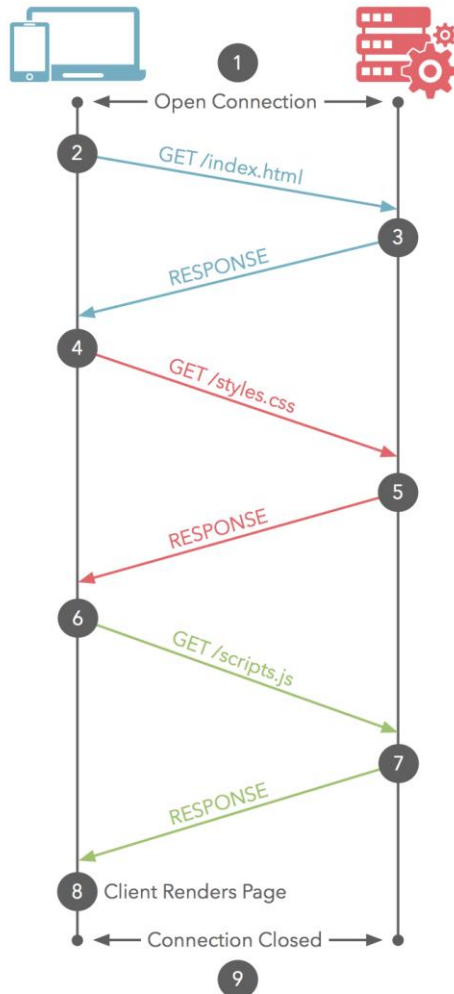 1
Open Connection
2
GET /index.html
3
RESPONSE
4
GET /styles.css
5
RESPONSE
6
GET /scripts.js
7
RESPONSE
8 Client Renders Page
Connection Closed
9